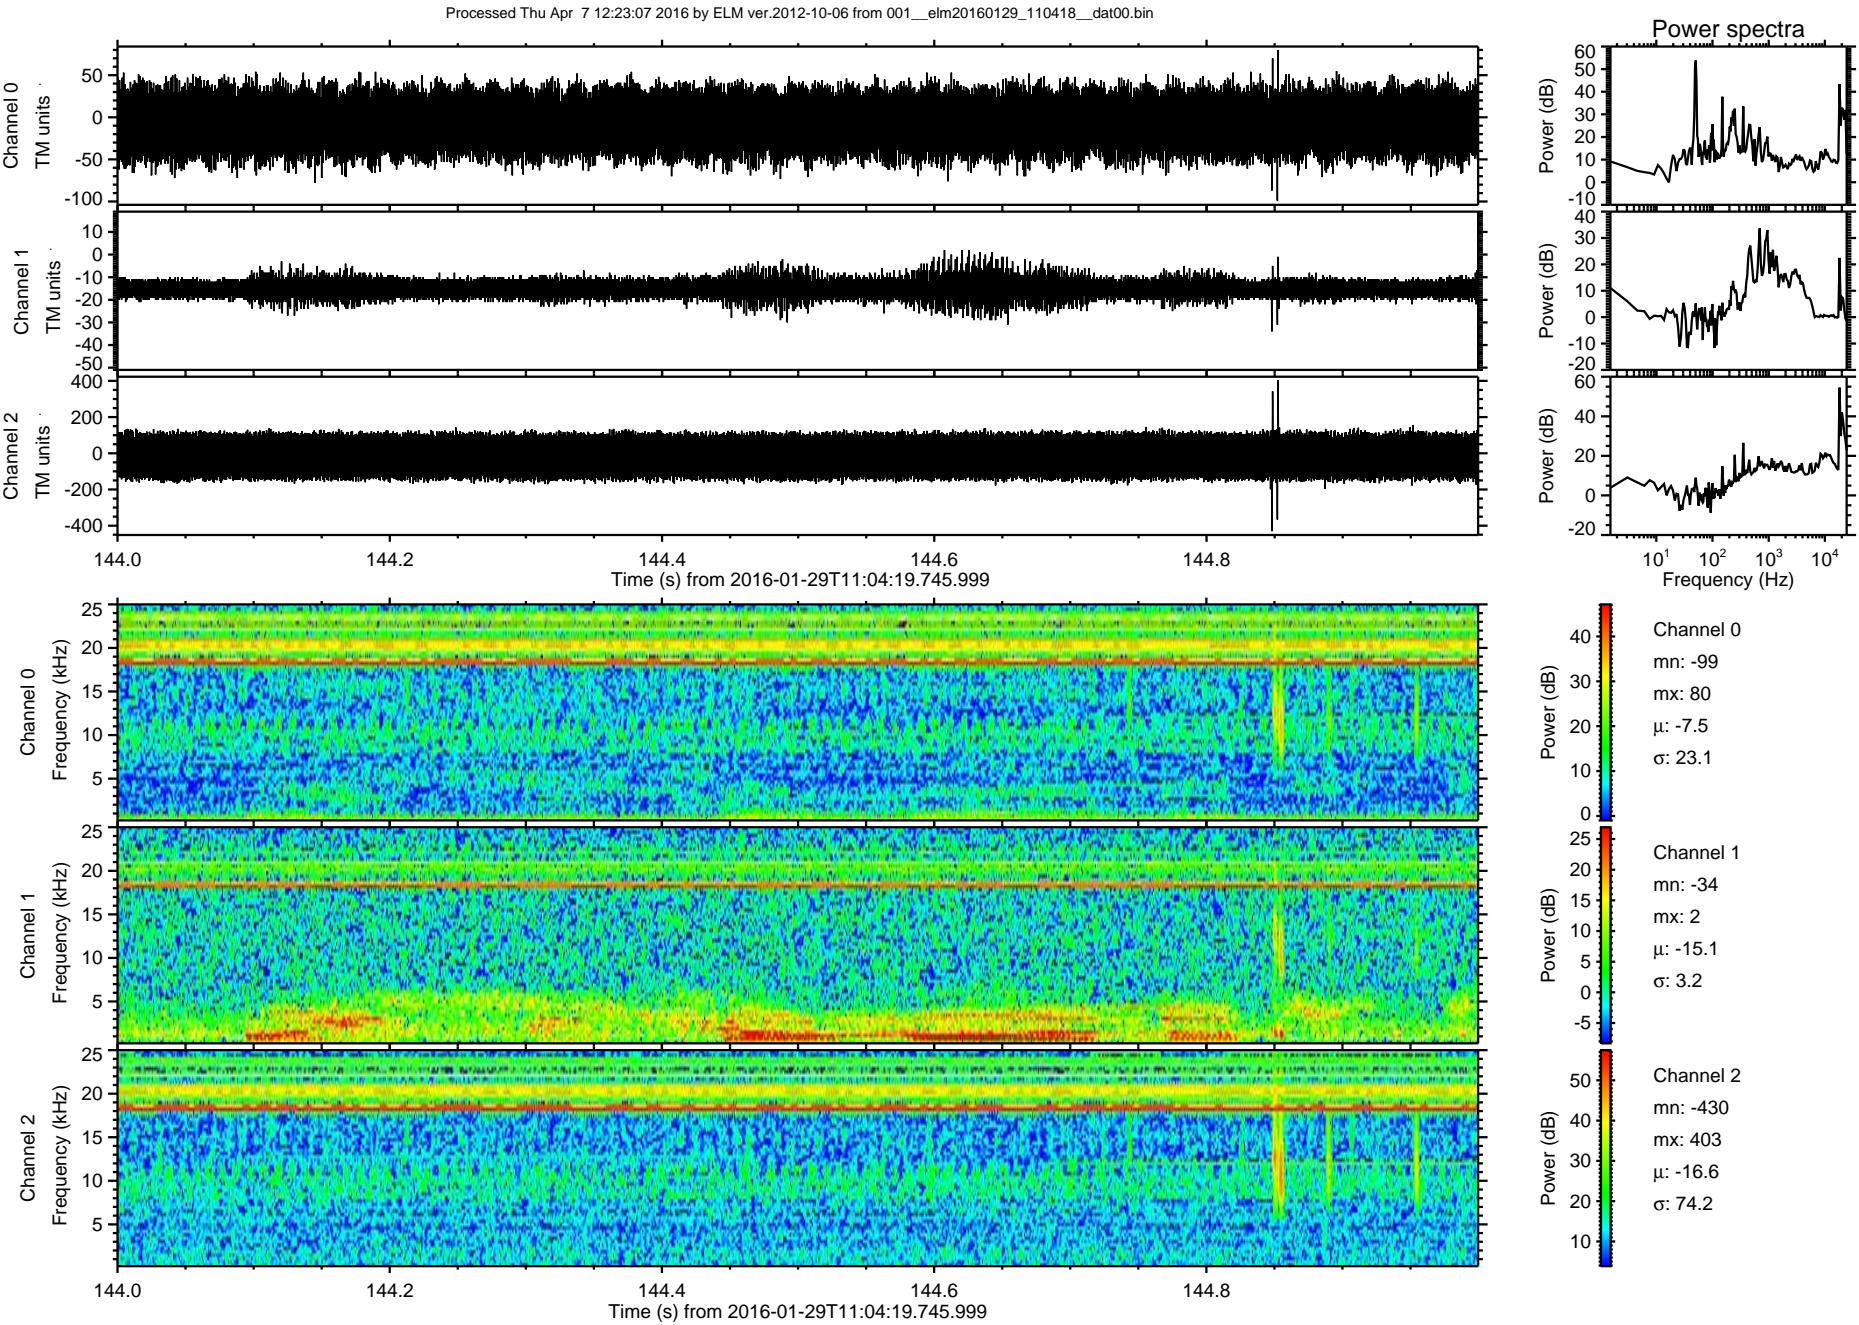 Processed Thu Apr  7 12:23:07 2016 by ELM ver.2012-10-06 from 001__elm20160129_110418__dat00.bin
Power spectra
Channel 0
TM units
50
0
-50
-100
Power (dB)
60
50
40
30
20
10
0
-10
Channel 1
TM units
10
0
-10
-20
-30
-40
-50
Power (dB)
40
30
20
10
0
-10
-20
Channel 2
TM units
400
200
0
-200
-400
Power (dB)
60
40
20
0
-20
144.0 144.2 144.4 144.6 144.8
Time (s) from 2016-01-29T11:04:19.745.999
10¹ 10² 10³ 10⁴
Frequency (Hz)
Channel 0
Frequency (kHz)
25
20
15
10
5
Power (dB)
40
30
20
10
0
Channel 0
mn: -99
mx: 80
μ: -7.5
σ: 23.1
Channel 1
Frequency (kHz)
25
20
15
10
5
Power (dB)
25
20
15
10
5
0
-5
Channel 1
mn: -34
mx: 2
μ: -15.1
σ: 3.2
Channel 2
Frequency (kHz)
25
20
15
10
5
Power (dB)
50
40
30
20
10
Channel 2
mn: -430
mx: 403
μ: -16.6
σ: 74.2
144.0 144.2 144.4 144.6 144.8
Time (s) from 2016-01-29T11:04:19.745.999